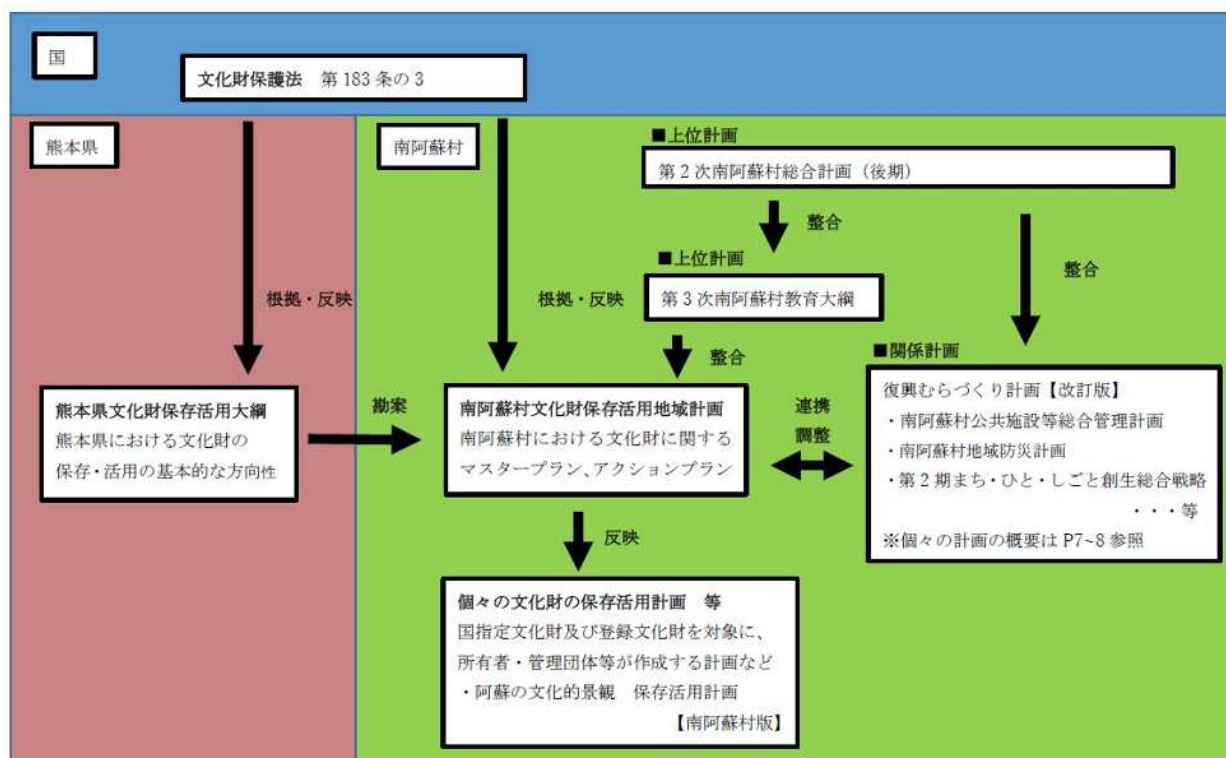 国
文化財保護法　第183条の3
熊本県
南阿蘇村
■上位計画
第2次南阿蘇村総合計画（後期）
整合
整合
■上位計画
第3次南阿蘇村教育大綱
根拠・反映
根拠・反映
整合
■関係計画
熊本県文化財保存活用大綱
熊本県における文化財の
保存・活用の基本的な方向性
勘案
南阿蘇村文化財保存活用地域計画
南阿蘇村における文化財に関する
マスタープラン、アクションプラン
連携
調整
復興むらづくり計画【改訂版】
・南阿蘇村公共施設等総合管理計画
・南阿蘇村地域防災計画
・第2期まち・ひと・しごと創生総合戦略
・・・等
※個々の計画の概要はP7~8参照
反映
個々の文化財の保存活用計画　等
国指定文化財及び登録文化財を対象に、
所有者・管理団体等が作成する計画など
・阿蘇の文化的景観　保存活用計画
【南阿蘇村版】